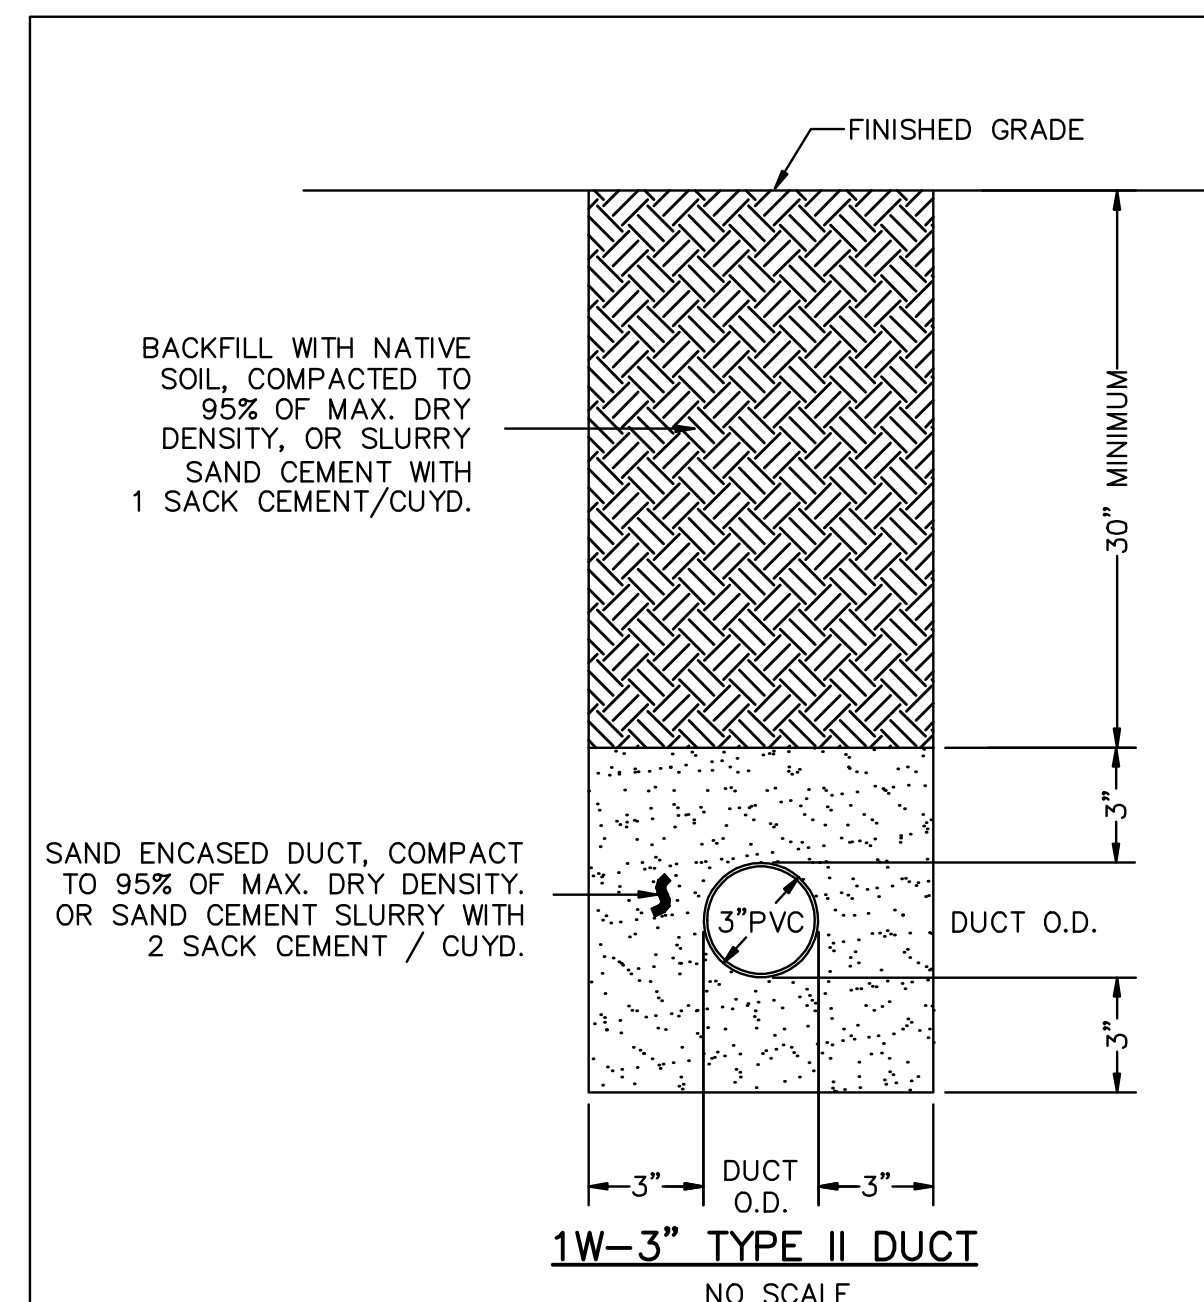 FINISHED GRADE
BACKFILL WITH NATIVE
SOIL, COMPACTED TO
95% OF MAX. DRY
DENSITY, OR SLURRY
SAND CEMENT WITH
1 SACK CEMENT/CUYD.
30" MINIMUM
3"
SAND ENCASED DUCT, COMPACT
TO 95% OF MAX. DRY DENSITY.
OR SAND CEMENT SLURRY WITH
2 SACK CEMENT / CUYD.
3"PVC
DUCT O.D.
3"
3"
DUCT
O.D.
3"
1W-3" TYPE II DUCT
NO SCALE